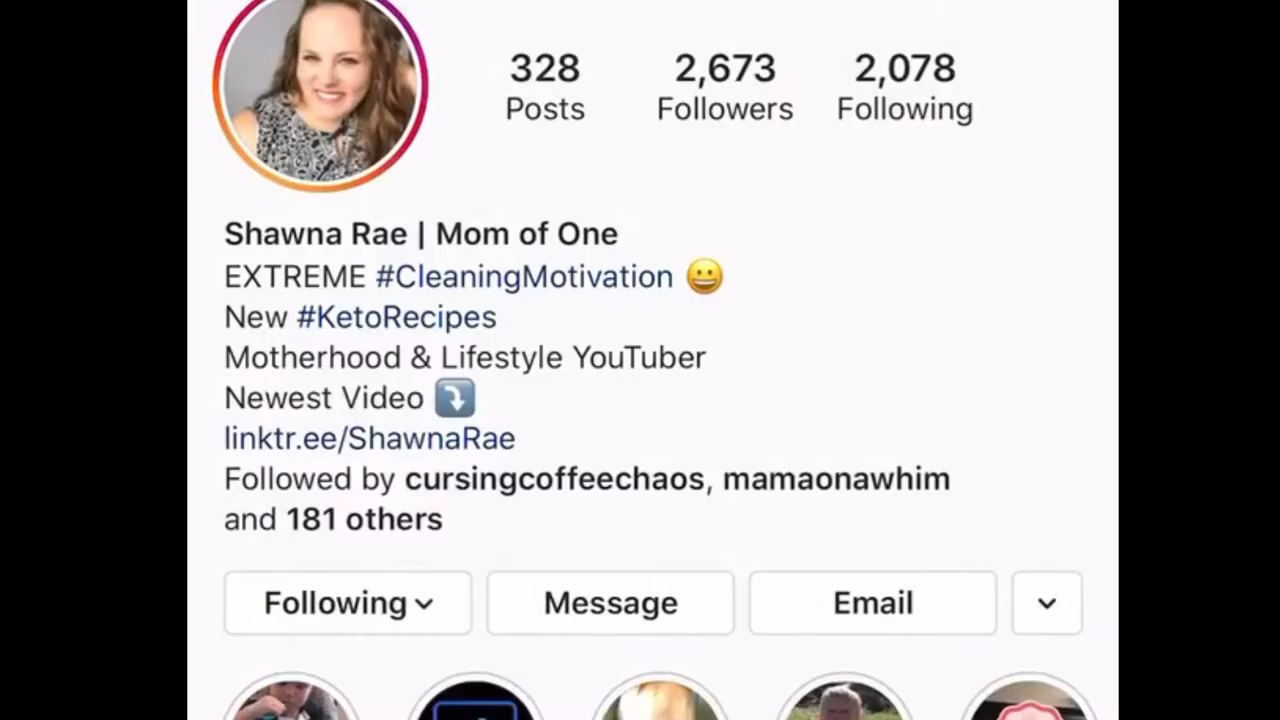 328 2,673 2,078
Posts Followers Following
Shawna Rae | Mom of One
EXTREME #CleaningMotivation 😀
New #KetoRecipes
Motherhood & Lifestyle YouTuber
Newest Video ⤵️
linktr.ee/ShawnaRae
Followed by cursingcoffeechaos, mamaonawhim
and 181 others
Following Message Email